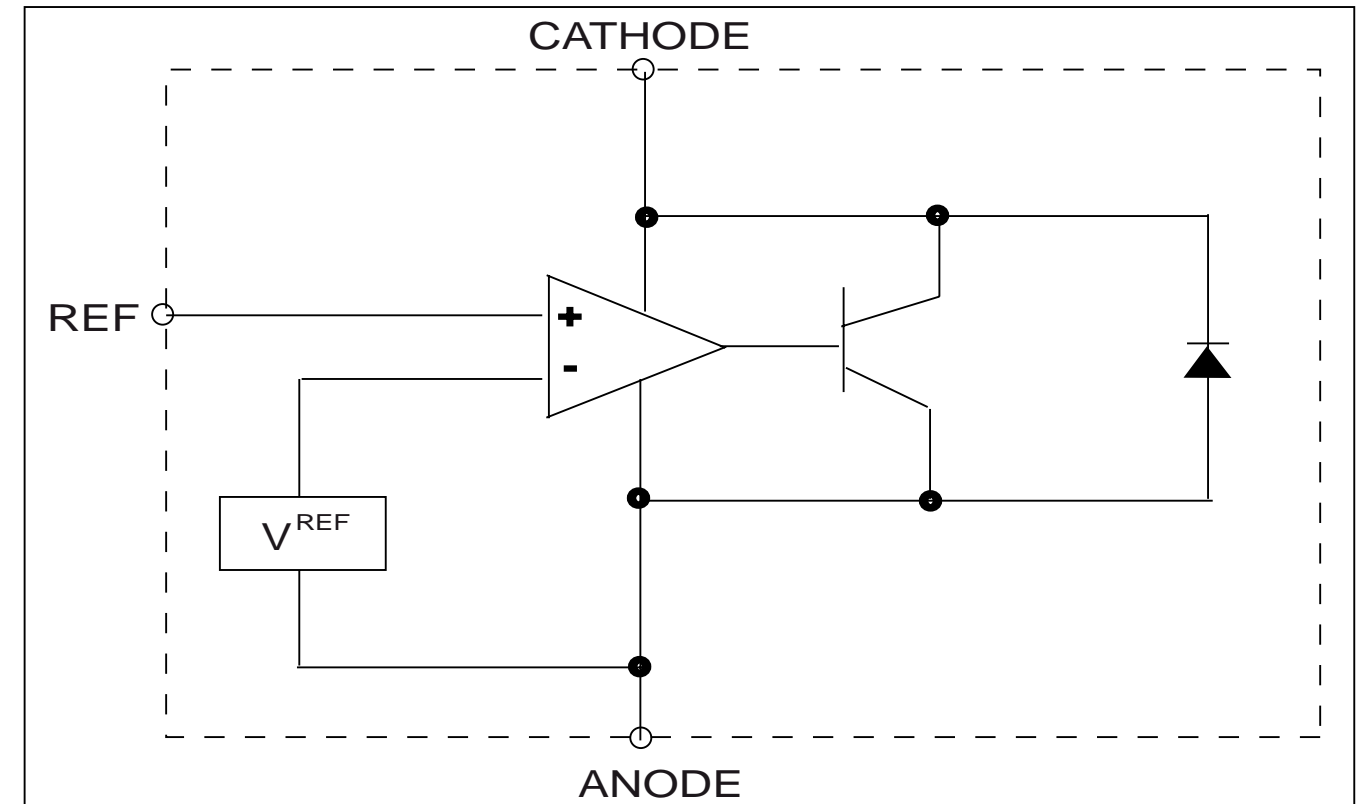 CATHODE
REF
+
-
V REF
ANODE